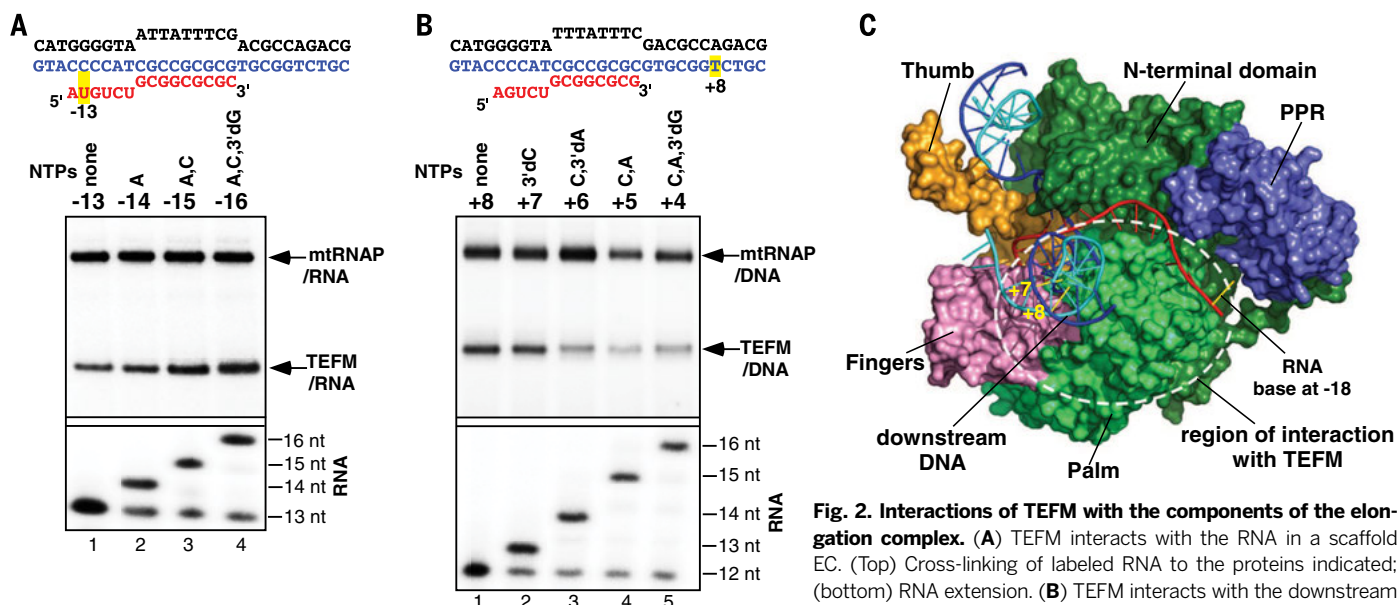 A
CATGGGGTA ATTATTTCG ACGCCAGACG
GTACCCCATCGCCGCGCGTGCGGTCTGC
5' AUGUCU GCGGCGCGC 3'
-13
NTPs none A A,C A,C,3'dG
-13 -14 -15 -16
mtRNAP
/RNA
TEFM
/RNA
16 nt
15 nt
14 nt
13 nt
RNA
1 2 3 4
B
CATGGGGTA TTTATTTC GACGCCAGACG
GTACCCCATCGCCGCGCGTGCGGTCTGC
5' AGUCU GCGGCGCG 3'
+8
NTPs none 3'dC C,3'dA C,A C,A,3'dG
+8 +7 +6 +5 +4
mtRNAP
/DNA
TEFM
/DNA
16 nt
15 nt
14 nt
13 nt
12 nt
RNA
1 2 3 4 5
C
Thumb
N-terminal domain
PPR
+7
+8
Fingers
RNA
base at -18
downstream
DNA
Palm
region of interaction
with TEFM
Fig. 2. Interactions of TEFM with the components of the elon-
gation complex. (A) TEFM interacts with the RNA in a scaffold
EC. (Top) Cross-linking of labeled RNA to the proteins indicated;
(bottom) RNA extension. (B) TEFM interacts with the downstream